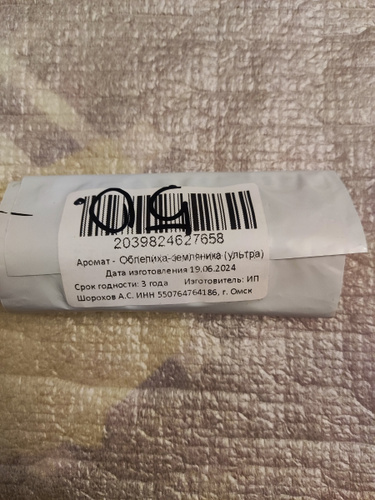 2039824627658
Аромат - Облепиха-земляника (ультра)
Дата изготовления 19.06.2024
Срок годности: 3 года Изготовитель: ИП
Шорохов А.С. ИНН 550764764186, г. Омск